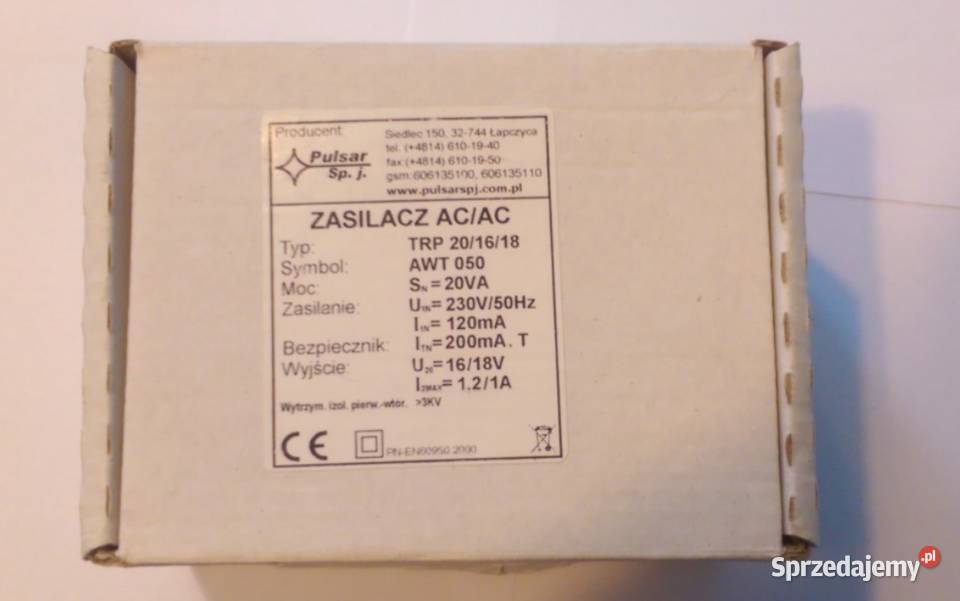 Producent:
Siedlec 150, 32-744 Łapczyca
tel. (+4814) 610-19-40
fax:(+4814) 610-19-50
gsm:606135100, 606135110
www.pulsarspj.com.pl
Pulsar
Sp. j.
ZASILACZ AC/AC
Typ: TRP 20/16/18
Symbol: AWT 050
Moc: SN = 20VA
Zasilanie: U1N = 230V/50Hz
I1N = 120mA
Bezpiecznik: ITN = 200mA. T
Wyjście: U20 = 16/18V
I2MAX = 1.2/1A
Wytrzym. izol. pierw.-wtór. >3KV
CE PN-EN60950:2000
Sprzedajemy.pl